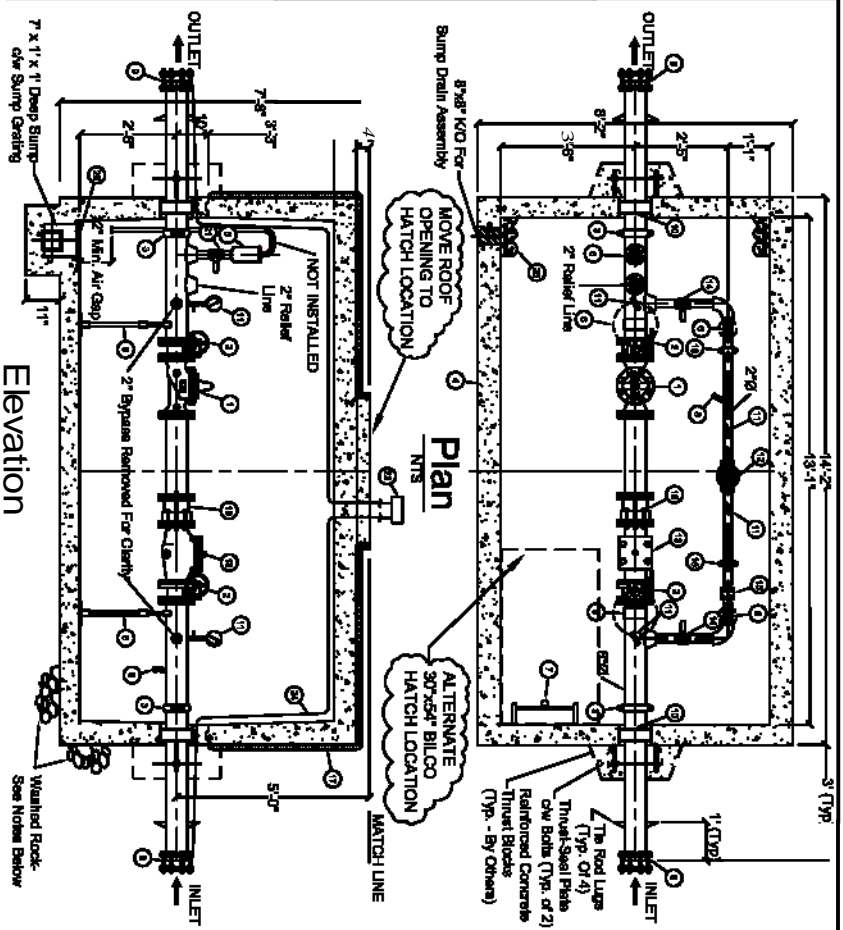 14'-2"
13'-1"
3' (Typ.
1' (Typ)
8'-2"
1'-1"
2'-5"
3'-6"
OUTLET
INLET
8"x8" K/O For
Sump Drain Assembly
2" Relief Line
2"Ø
Tie Rod Lugs
(Typ. Of 4)
Thrust-Seal Plate
c/w Bolts (Typ. of 2)
Reinforced Concrete
Thrust Blocks
(Typ. - By Others)
Plan
NTS
MOVE ROOF
OPENING TO
HATCH LOCATION
ALTERNATE
30"x54" BILCO
HATCH LOCATION
MATCH LINE
OUTLET
INLET
7'-8"
3'-3"
10"
2'-6"
4"
5'-0"
11"
NOT INSTALLED
2" Relief
Line
2" Min. Air Gap
2" Bypass Removed For Clarity
7' x 1' x 1' Deep Sump
c/w Sump Grating
Washed Rock-
See Notes Below
Elevation